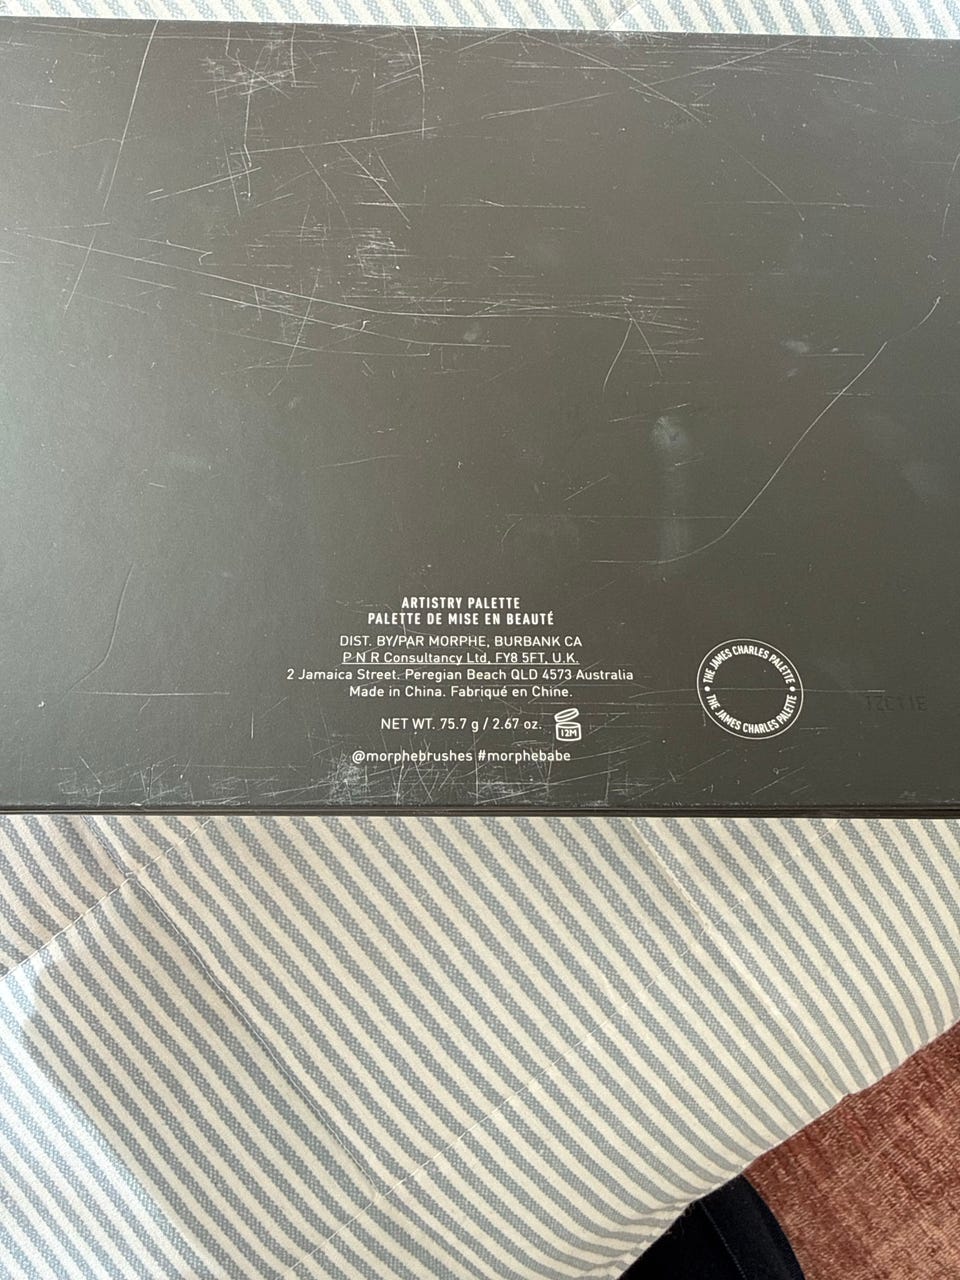 ARTISTRY PALETTE
PALETTE DE MISE EN BEAUTÉ
DIST. BY/PAR MORPHE, BURBANK CA
P·N R Consultancy Ltd, FY8 5FT, U.K.
2 Jamaica Street. Peregian Beach QLD 4573 Australia
Made in China. Fabriqué en Chine.
NET WT. 75.7 g / 2.67 oz.
12M
@morphebrushes #morphebabe
• THE JAMES CHARLES PALETTE • THE JAMES CHARLES PALETTE